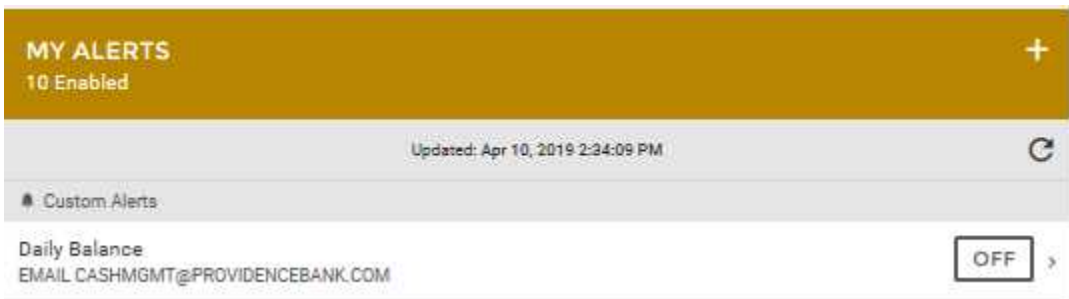 MY ALERTS
10 Enabled
Updated: Apr 10, 2019 2:34:09 PM
Custom Alerts
Daily Balance
OFF
EMAIL CASHMGMT@PROVIDENCEBANK.COM